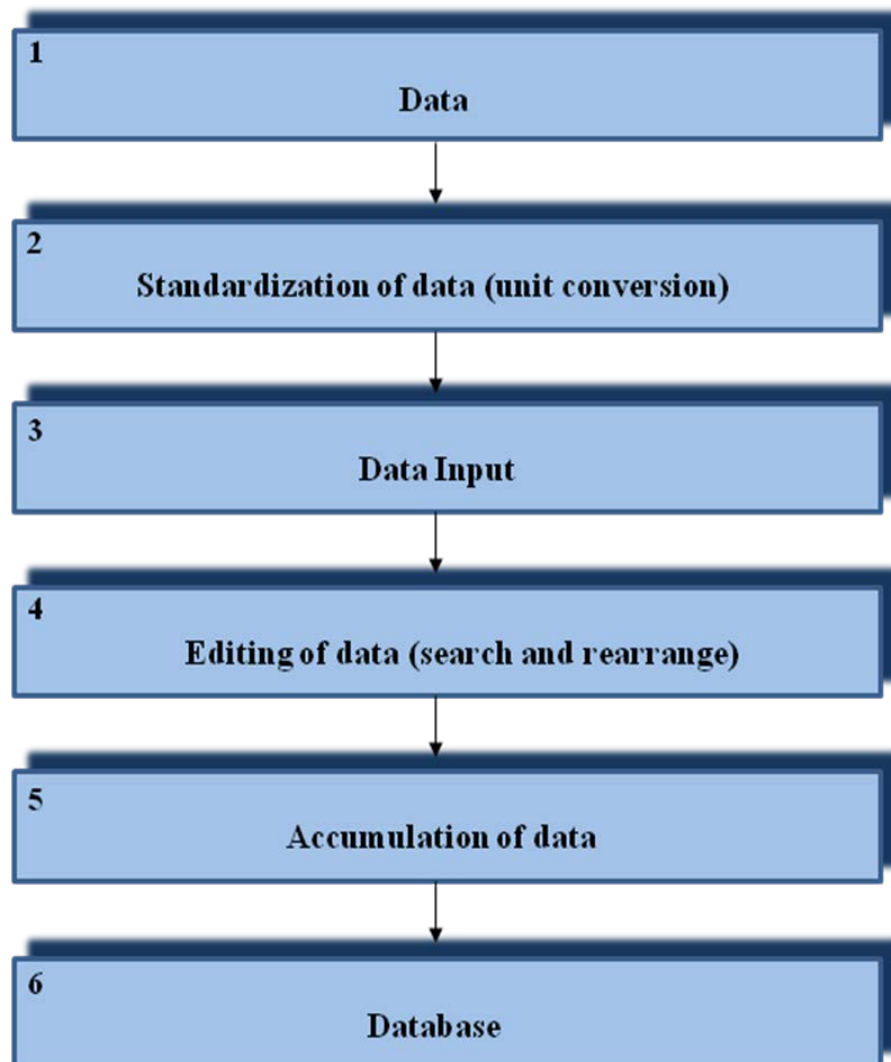 1
Data
2
Standardization of data (unit conversion)
3
Data Input
4
Editing of data (search and rearrange)
5
Accumulation of data
6
Database